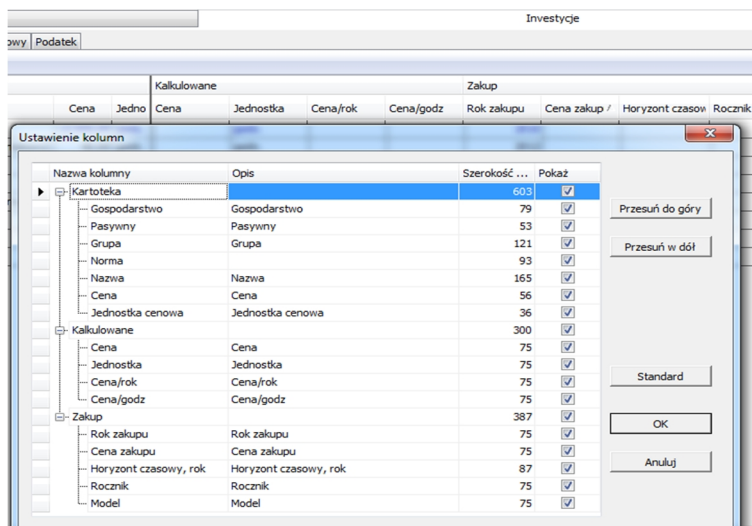 Investycje
owy Podatek
Kalkulowane Zakup
Cena Jedno Cena Jednostka Cena/rok Cena/godz Rok zakupu Cena zakup Horyzont czasow Rocznik
Ustawienie kolumn
Nazwa kolumny Opis Szerokość ... Pokaż
Kartoteka 603
Gospodarstwo Gospodarstwo 79 Przesuń do góry
Pasywny Pasywny 53
Grupa Grupa 121 Przesuń w dół
Norma 93
Nazwa Nazwa 165
Cena Cena 56
Jednostka cenowa Jednostka cenowa 36
Kalkulowane 300
Cena Cena 75
Jednostka Jednostka 75
Cena/rok Cena/rok 75 Standard
Cena/godz Cena/godz 75
Zakup 387
Rok zakupu Rok zakupu 75 OK
Cena zakupu Cena zakupu 75
Horyzont czasowy, rok Horyzont czasowy, rok 87 Anuluj
Rocznik Rocznik 75
Model Model 75